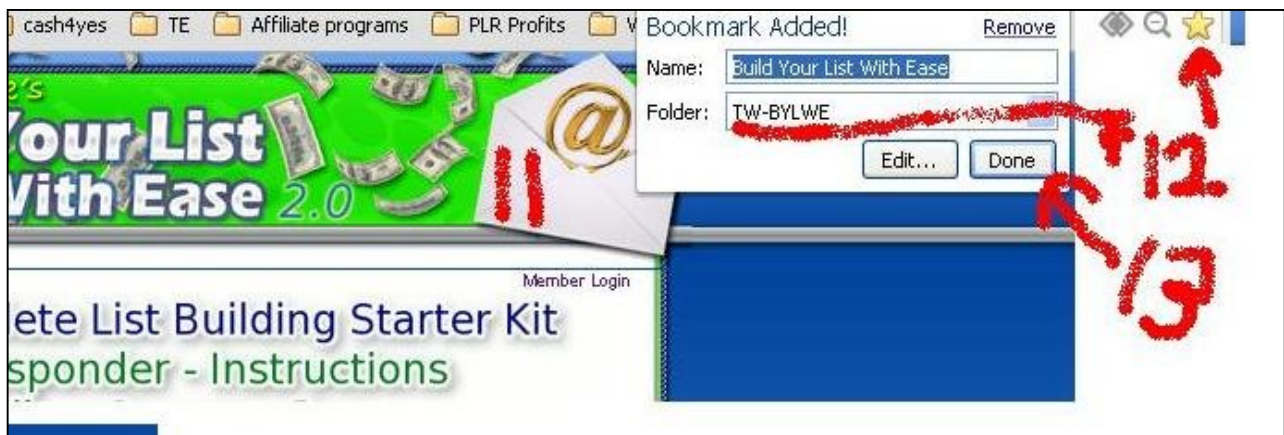 cash4yes TE Affiliate programs PLR Profits
Bookmark Added! Remove
Name: Build Your List With Ease
Folder: TW-BYLWE
Edit... Done
12
13
e's
Your List
With Ease 2.0
@
11
Member Login
ete List Building Starter Kit
sponder - Instructions